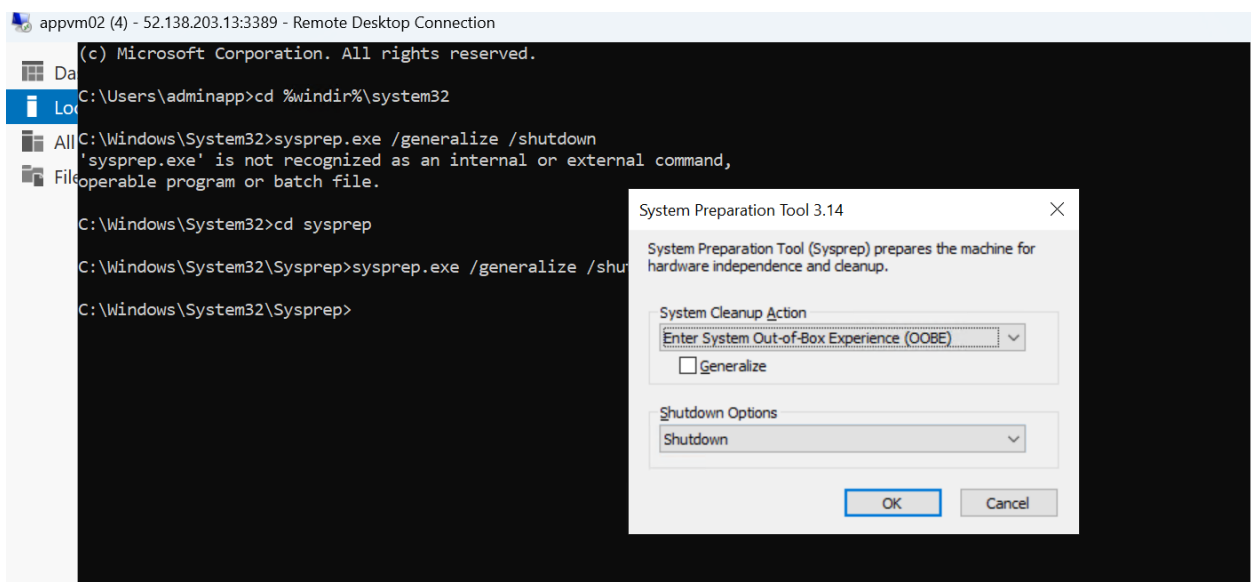 appvm02 (4) - 52.138.203.13:3389 - Remote Desktop Connection
(c) Microsoft Corporation. All rights reserved.
Da
C:\Users\adminapp>cd %windir%\system32
Loc
C:\Windows\System32>sysprep.exe /generalize /shutdown
All
'sysprep.exe' is not recognized as an internal or external command,
File
operable program or batch file.
C:\Windows\System32>cd sysprep
C:\Windows\System32\Sysprep>sysprep.exe /generalize /shu
C:\Windows\System32\Sysprep>
System Preparation Tool 3.14
System Preparation Tool (Sysprep) prepares the machine for
hardware independence and cleanup.
System Cleanup Action
Enter System Out-of-Box Experience (OOBE)
Generalize
Shutdown Options
Shutdown
OK Cancel